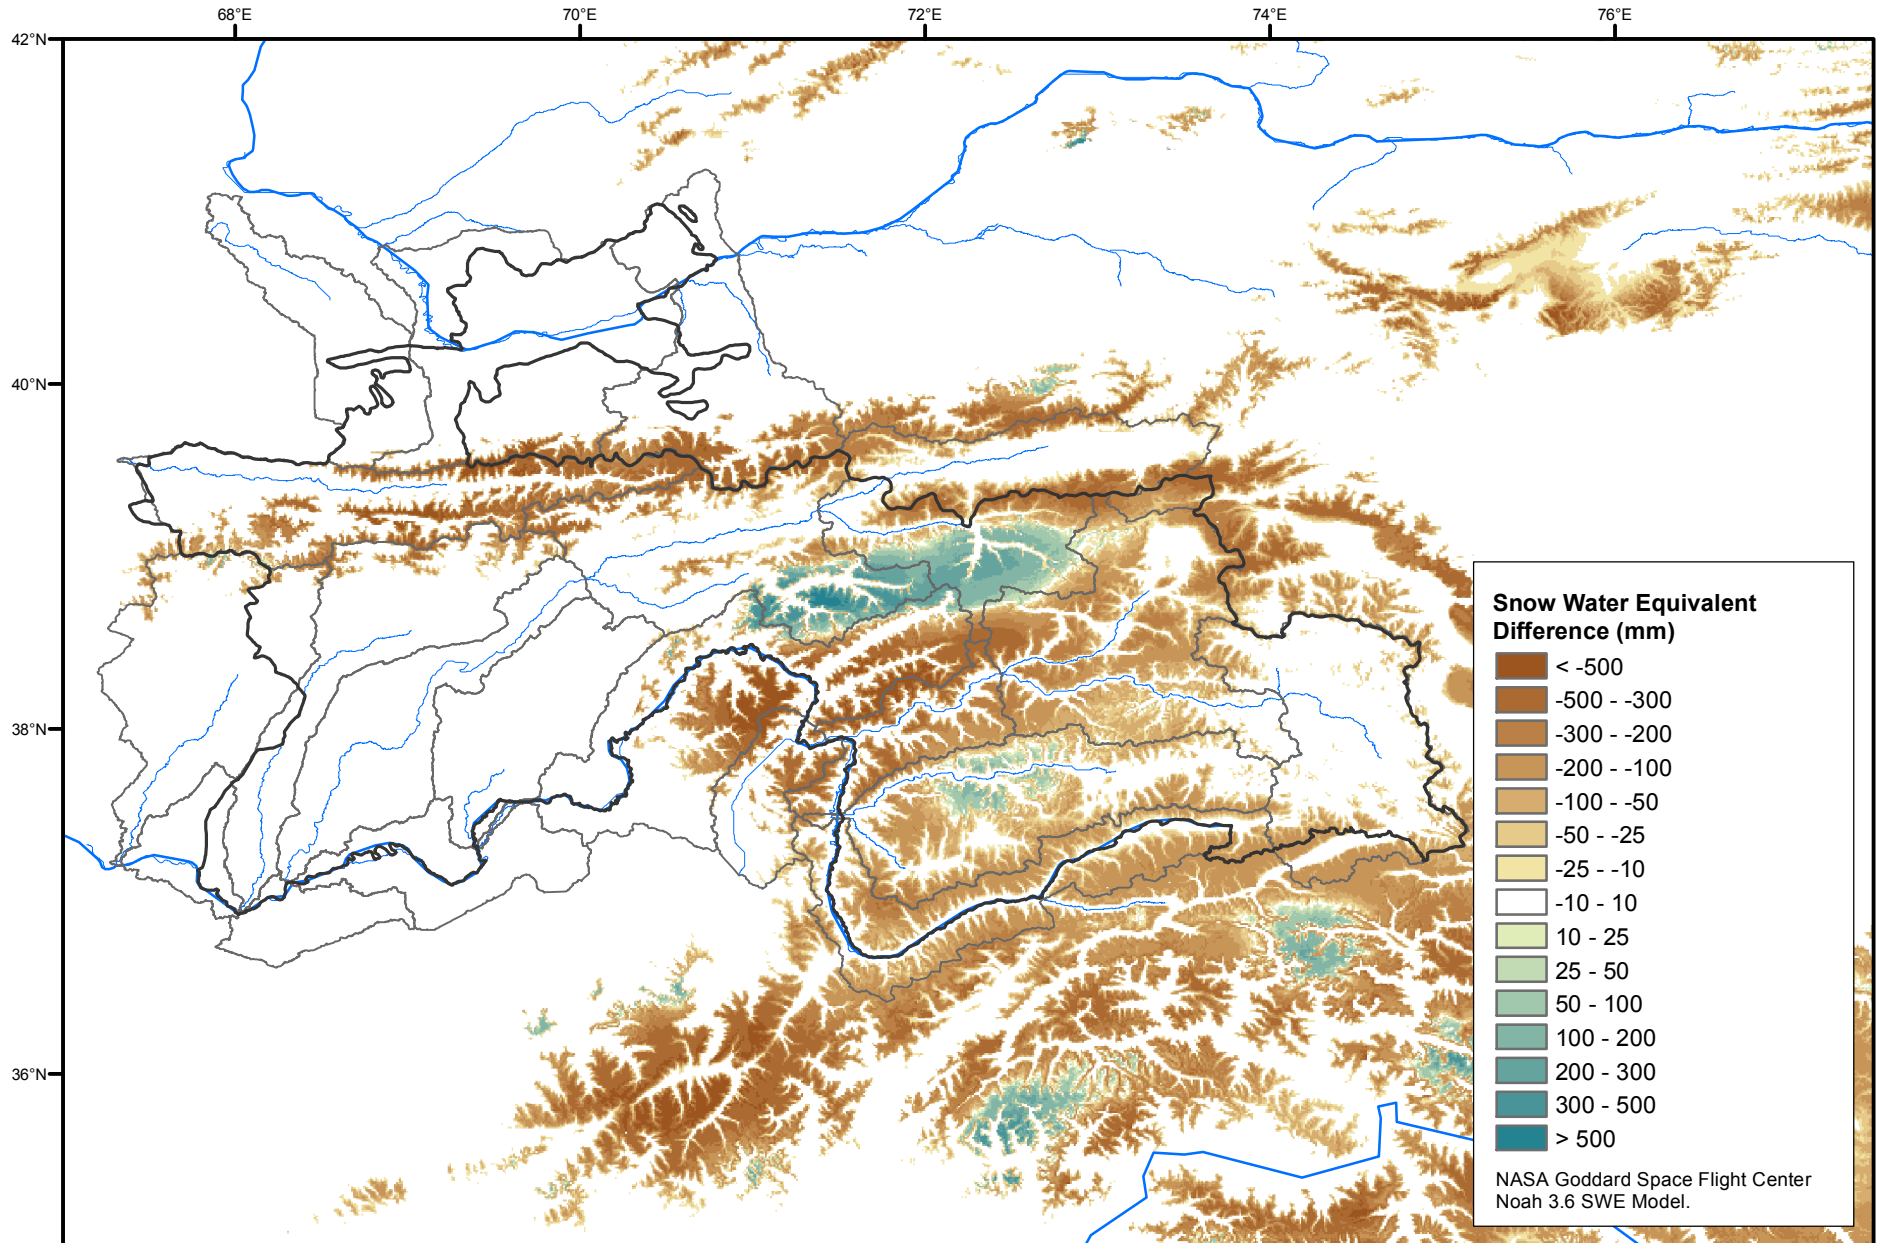 68°E
70°E
72°E
74°E
76°E
42°N
40°N
38°N
36°N
Snow Water Equivalent
Difference (mm)
< -500
-500 - -300
-300 - -200
-200 - -100
-100 - -50
-50 - -25
-25 - -10
-10 - 10
10 - 25
25 - 50
50 - 100
100 - 200
200 - 300
300 - 500
> 500
NASA Goddard Space Flight Center
Noah 3.6 SWE Model.